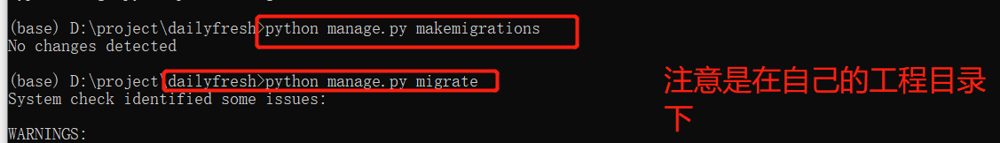 (base) D:\project\dailyfresh>python manage.py makemigrations
No changes detected
(base) D:\project\dailyfresh>python manage.py migrate
System check identified some issues:
注意是在自己的工程目录
下
WARNINGS: